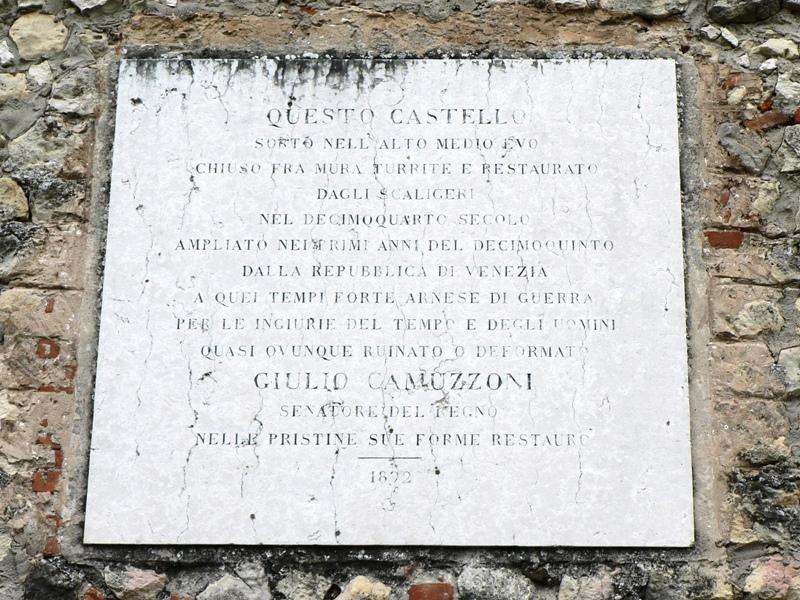 QUESTO CASTELLO
SORTO NELL'ALTO MEDIO EVO
CHIUSO FRA MURA TURRITE E RESTAURATO
DAGLI SCALIGERI
NEL DECIMOQUARTO SECOLO
AMPLIATO NEI PRIMI ANNI DEL DECIMOQUINTO
DALLA REPUBBLICA DI VENEZIA
A QUEI TEMPI FORTE ARNESE DI GUERRA
PER LE INGIURIE DEL TEMPO E DEGLI UOMINI
QUASI OVUNQUE RUINATO O DEFORMATO
GIULIO CAMUZZONI
SENATORE DEL REGNO
NELLE PRISTINE SUE FORME RESTAURO